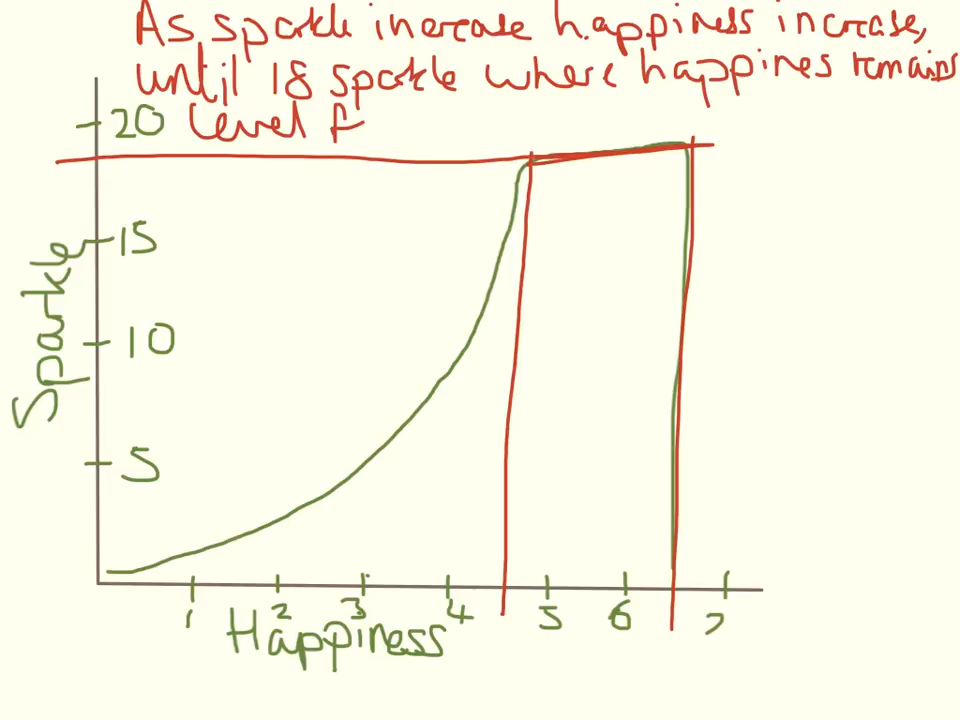 As sparkle increase happiness increase,
until 18 sparkle where happines remains
level f
20
15
10
5
Sparkle
1 2 3 4 5 6 7
Happiness